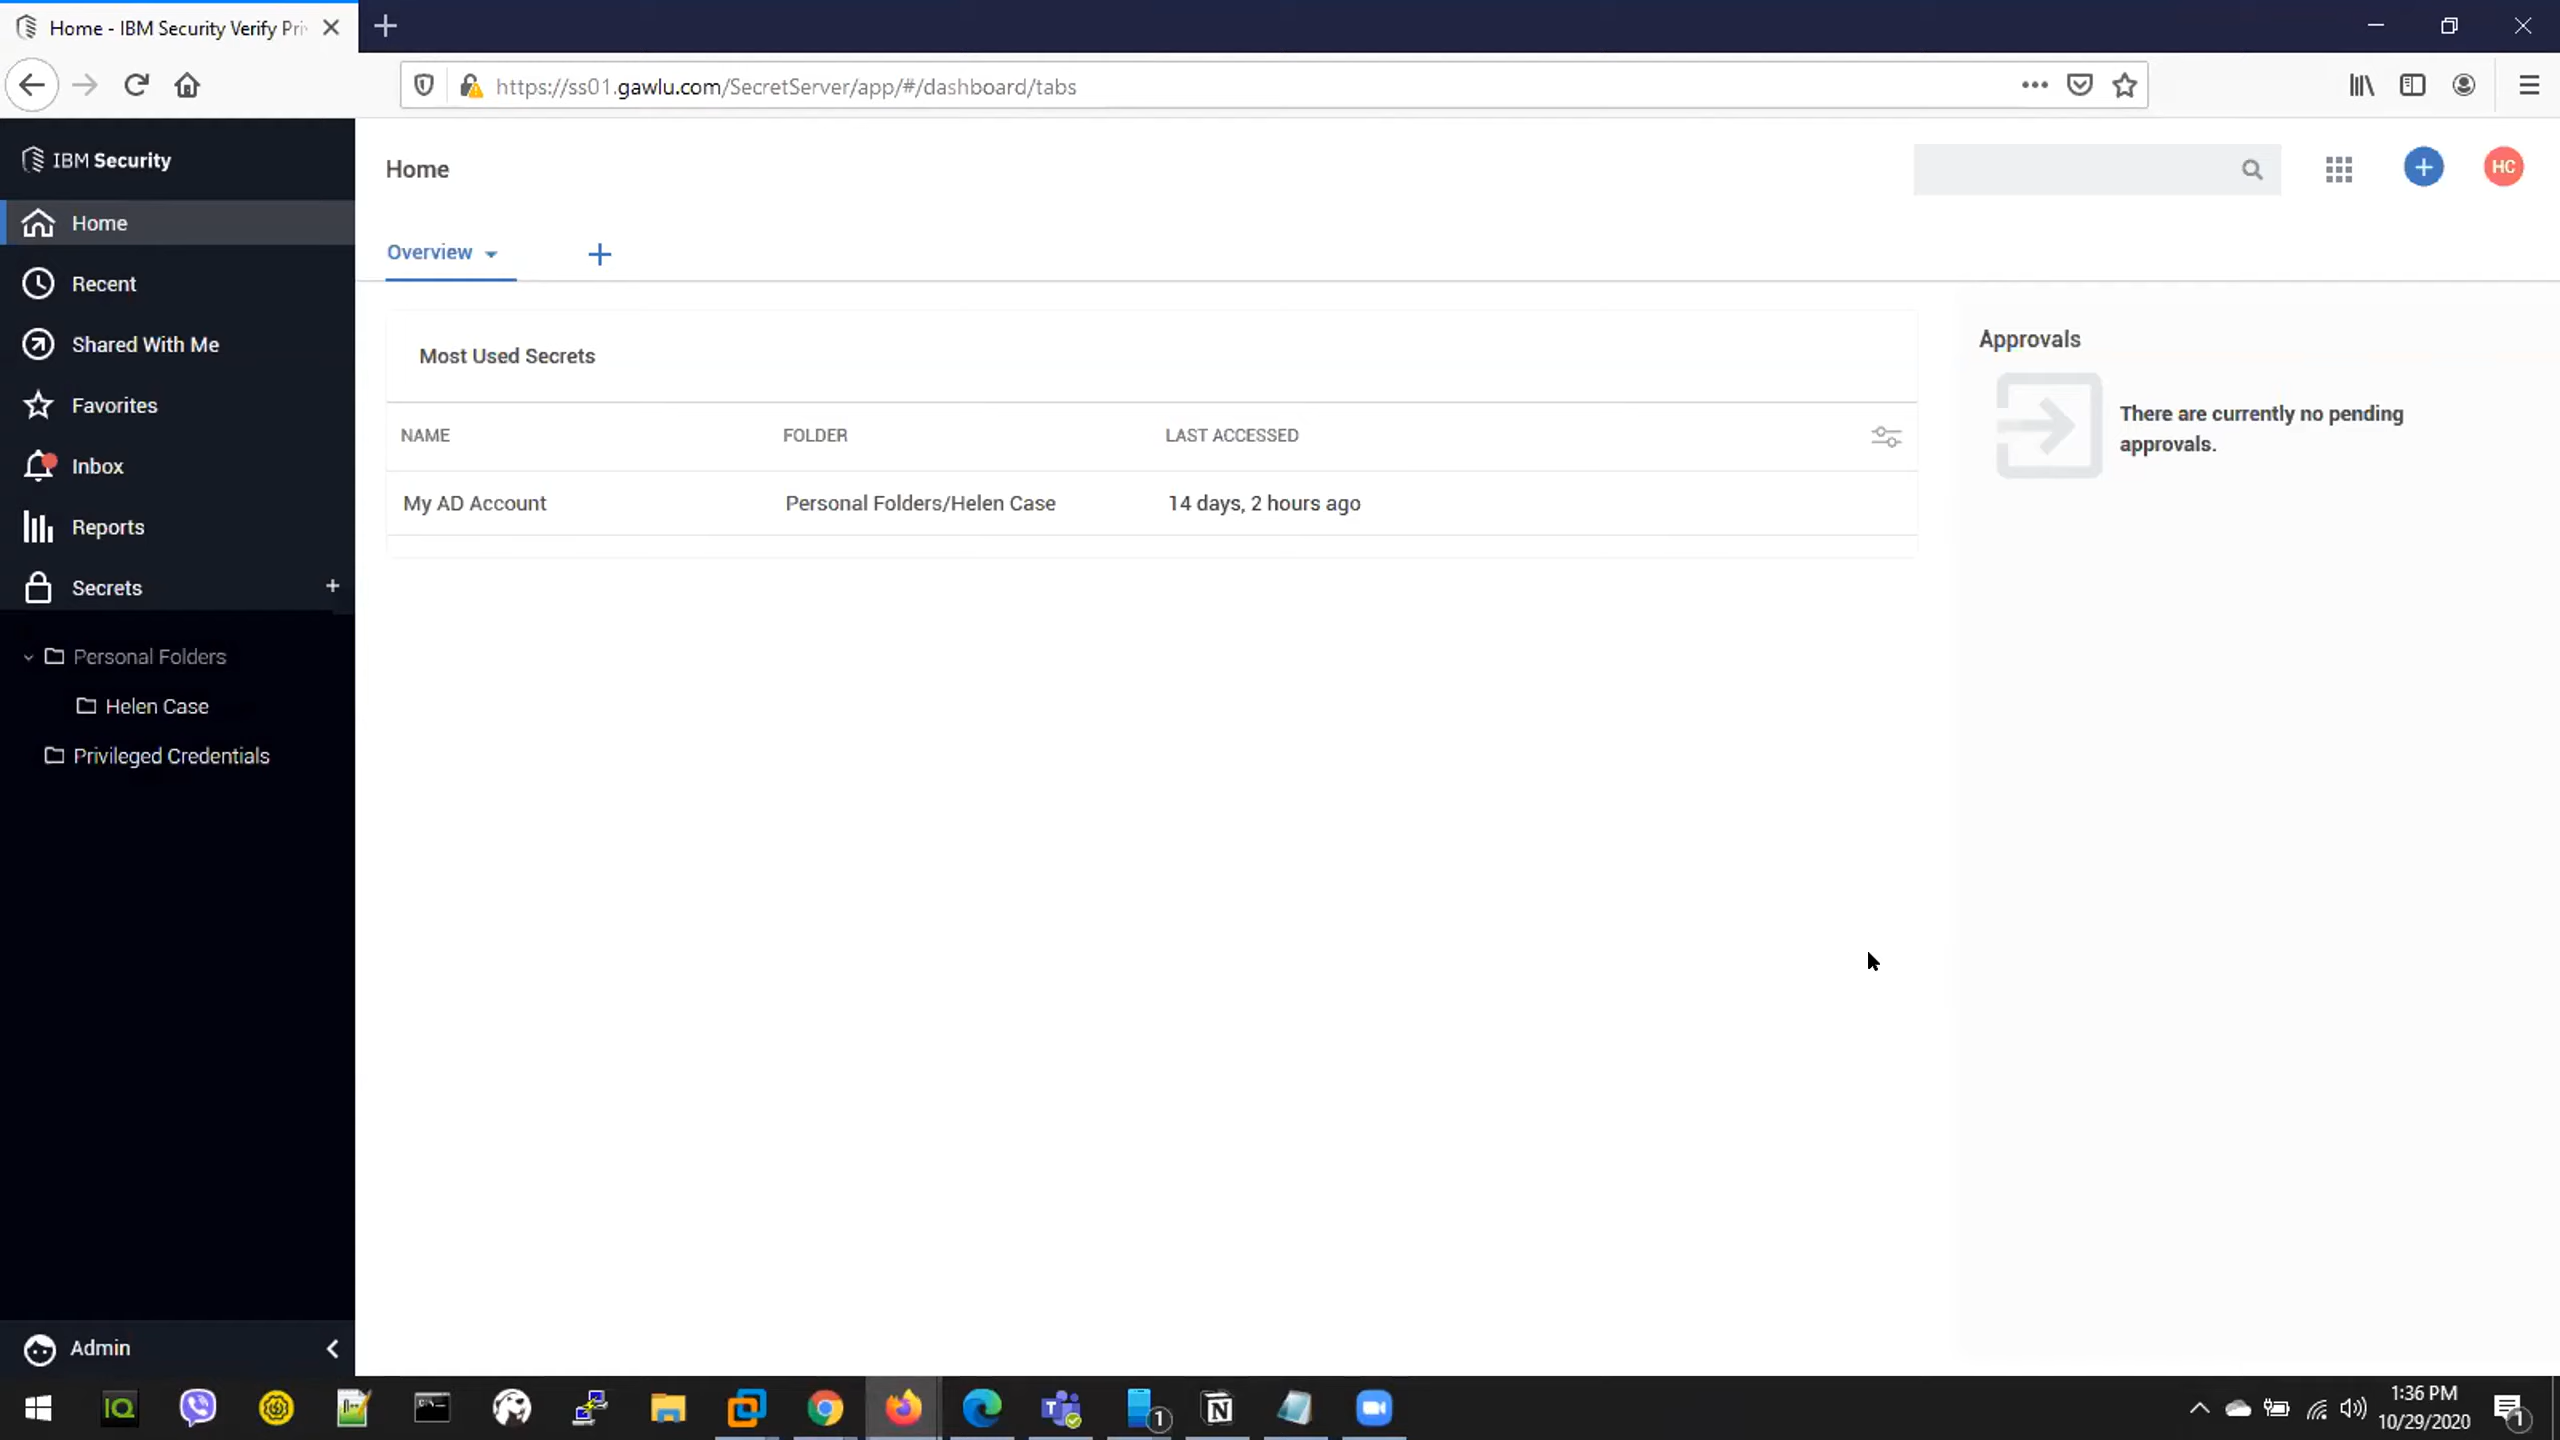 Home - IBM Security Verify Pri
https://ss01.gawlu.com/SecretServer/app/#/dashboard/tabs
IBM Security
Home
Recent
Shared With Me
Favorites
Inbox
Reports
Secrets +
Personal Folders
Helen Case
Privileged Credentials
Admin
Home
HC
Overview
Most Used Secrets
NAME FOLDER LAST ACCESSED
My AD Account Personal Folders/Helen Case 14 days, 2 hours ago
Approvals
There are currently no pending
approvals.
IQ
1
1:36 PM
10/29/2020
1